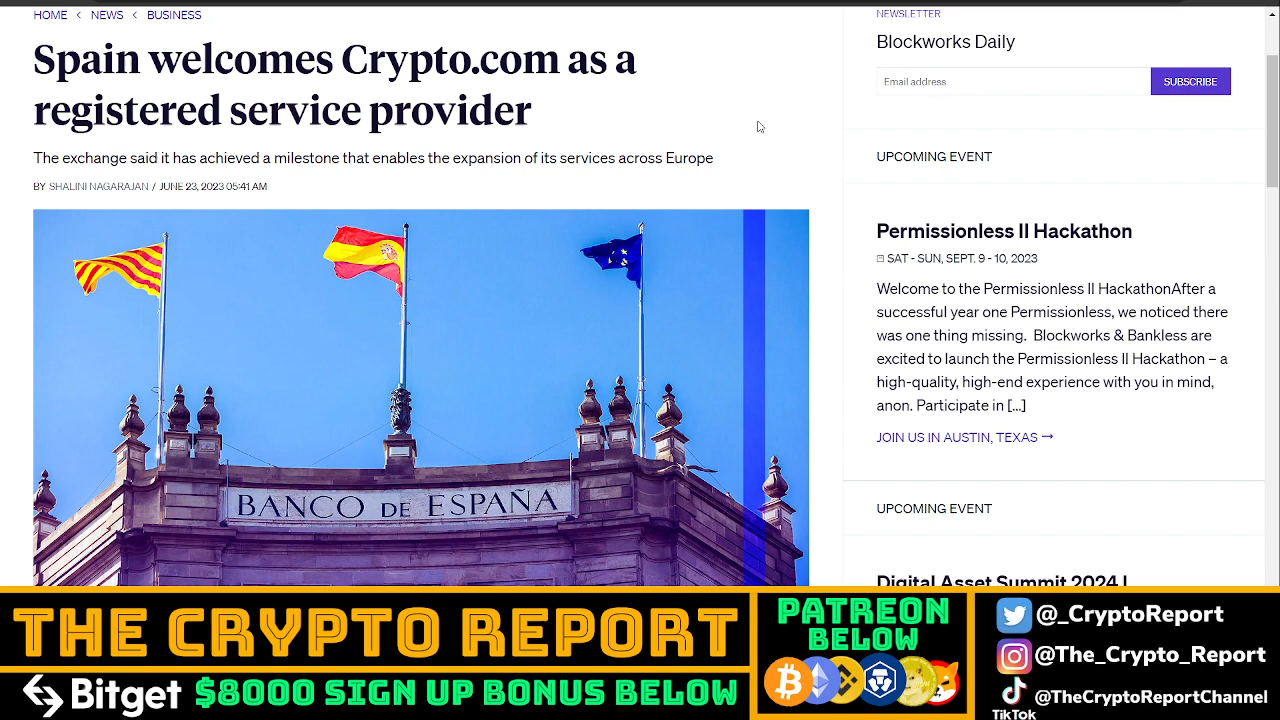 HOME < NEWS < BUSINESS
Spain welcomes Crypto.com as a
registered service provider
The exchange said it has achieved a milestone that enables the expansion of its services across Europe
BY SHALINI NAGARAJAN / JUNE 23, 2023 05:41 AM
BANCO DE ESPAÑA
NEWSLETTER
Blockworks Daily
Email address
SUBSCRIBE
UPCOMING EVENT
Permissionless II Hackathon
SAT - SUN, SEPT. 9 - 10, 2023
Welcome to the Permissionless II HackathonAfter a
successful year one Permissionless, we noticed there
was one thing missing. Blockworks & Bankless are
excited to launch the Permissionless II Hackathon – a
high-quality, high-end experience with you in mind,
anon. Participate in [...]
JOIN US IN AUSTIN, TEXAS →
UPCOMING EVENT
Digital Asset Summit 2024 |
THE CRYPTO REPORT
Bitget $8000 SIGN UP BONUS BELOW
PATREON
BELOW
@_CryptoReport
@The_Crypto_Report
@TheCryptoReportChannel
TikTok